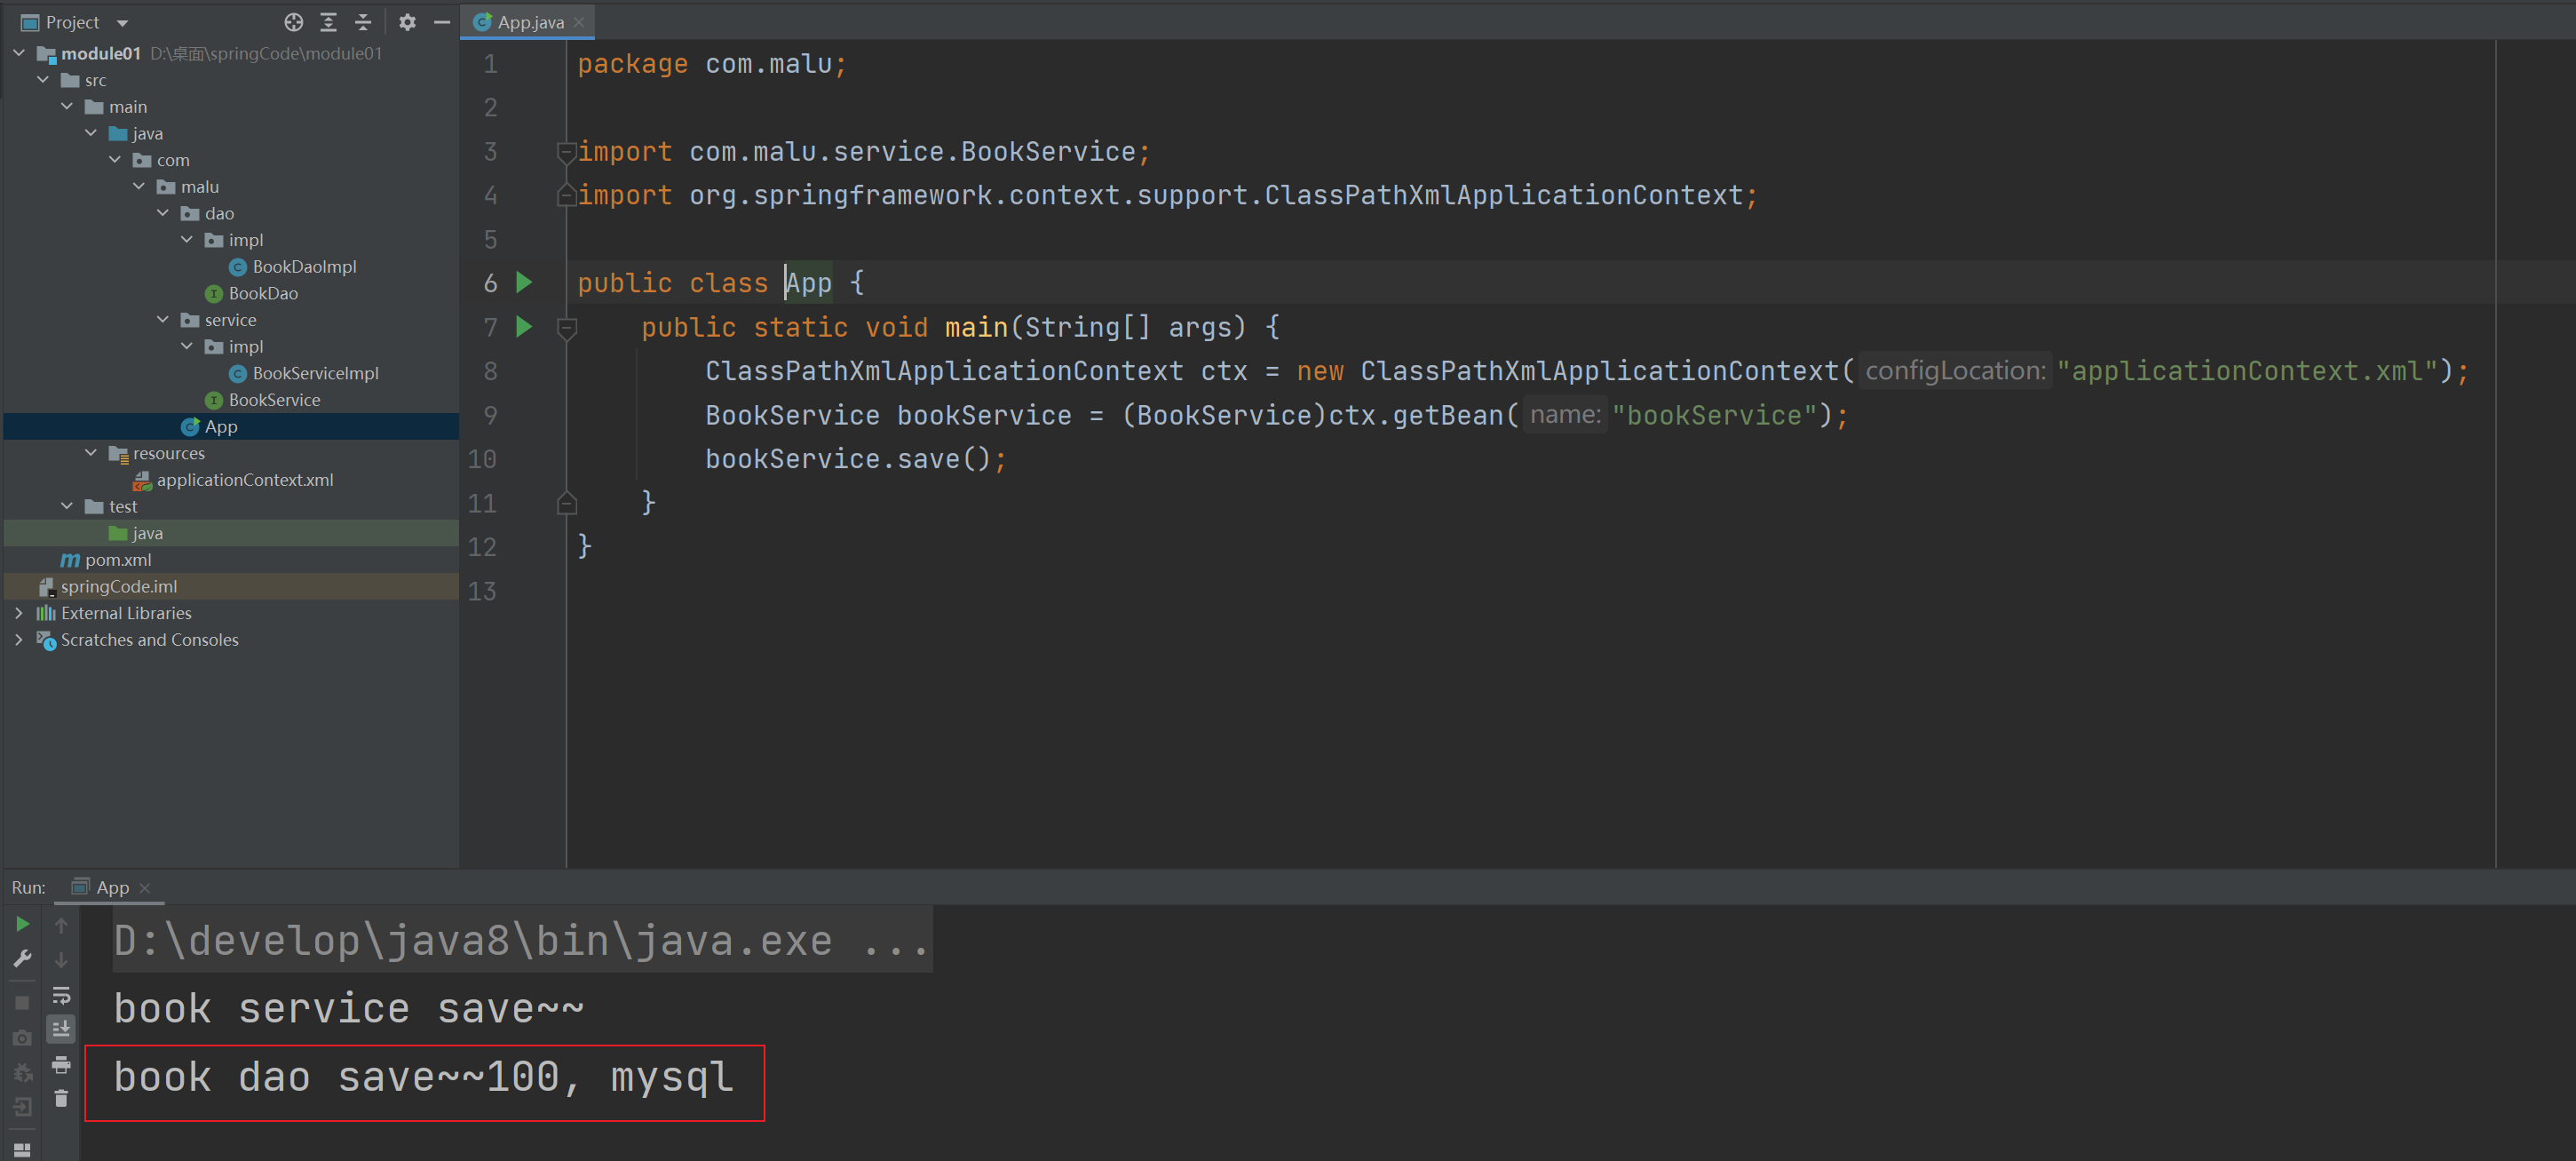 Project
module01 D:\桌面\springCode\module01
src
main
java
com
malu
dao
impl
BookDaoImpl
BookDao
service
impl
BookServiceImpl
BookService
App
resources
applicationContext.xml
test
java
pom.xml
springCode.iml
External Libraries
Scratches and Consoles
App.java
1 package com.malu;
2
3 import com.malu.service.BookService;
4 import org.springframework.context.support.ClassPathXmlApplicationContext;
5
6 public class App {
7 public static void main(String[] args) {
8 ClassPathXmlApplicationContext ctx = new ClassPathXmlApplicationContext( configLocation: "applicationContext.xml");
9 BookService bookService = (BookService)ctx.getBean( name: "bookService");
10 bookService.save();
11 }
12 }
13
Run: App
D:\develop\java8\bin\java.exe ...
book service save~~
book dao save~~100, mysql